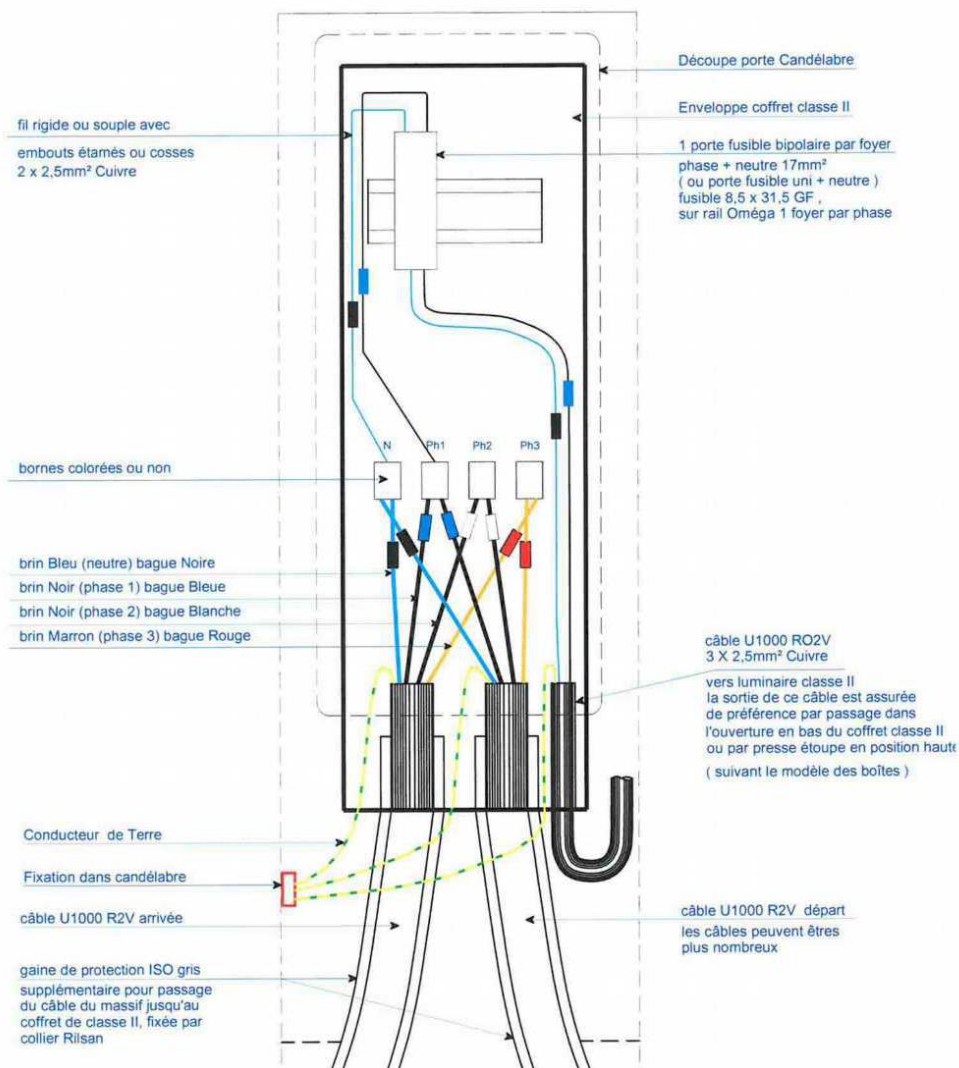 Découpe porte Candélabre
Enveloppe coffret classe II
fil rigide ou souple avec
embouts étamés ou cosses
2 x 2,5mm² Cuivre
1 porte fusible bipolaire par foyer
phase + neutre 17mm²
( ou porte fusible uni + neutre )
fusible 8,5 x 31,5 GF ,
sur rail Oméga 1 foyer par phase
N
Ph1
Ph2
Ph3
bornes colorées ou non
brin Bleu (neutre) bague Noire
brin Noir (phase 1) bague Bleue
brin Noir (phase 2) bague Blanche
brin Marron (phase 3) bague Rouge
câble U1000 RO2V
3 X 2,5mm² Cuivre
vers luminaire classe II
la sortie de ce câble est assurée
de préférence par passage dans
l'ouverture en bas du coffret classe II
ou par presse étoupe en position haute
( suivant le modèle des boîtes )
Conducteur de Terre
Fixation dans candélabre
câble U1000 R2V arrivée
câble U1000 R2V départ
les câbles peuvent êtres
plus nombreux
gaine de protection ISO gris
supplémentaire pour passage
du câble du massif jusqu'au
coffret de classe II, fixée par
collier Rilsan